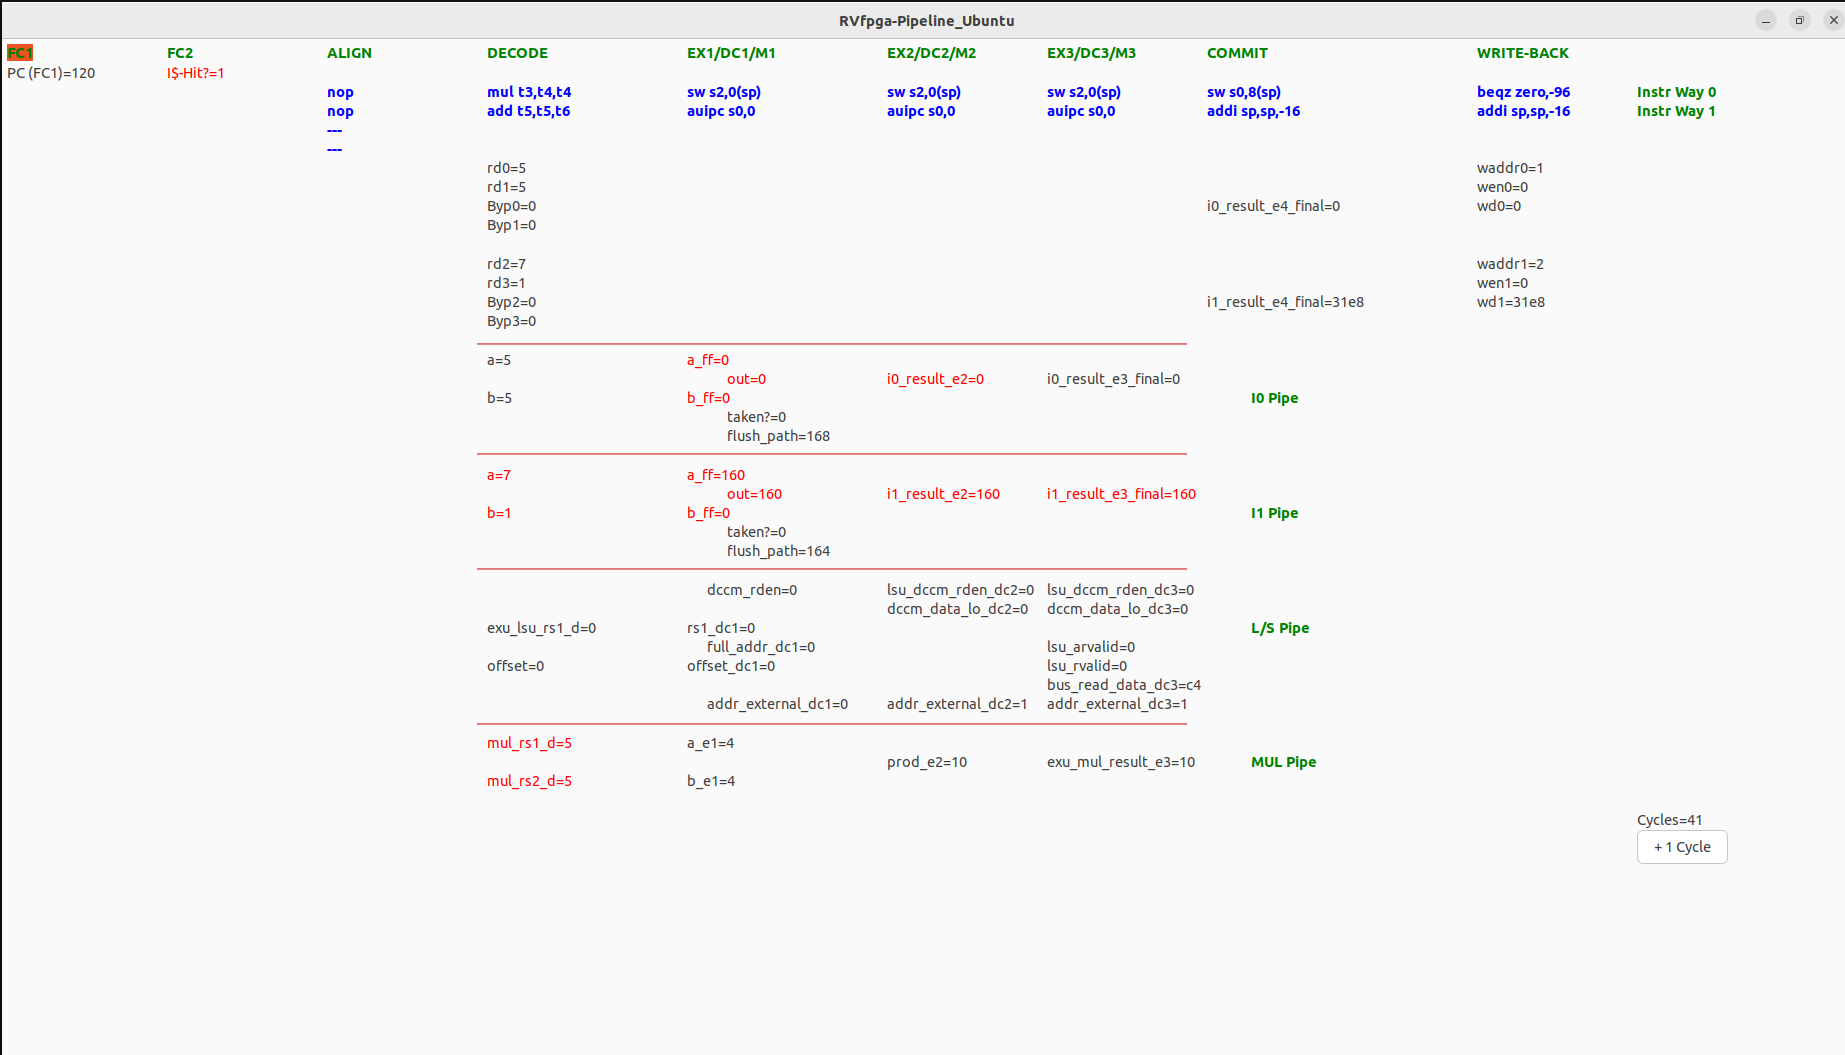 RVfpga-Pipeline_Ubuntu
FC1 FC2 ALIGN DECODE EX1/DC1/M1 EX2/DC2/M2 EX3/DC3/M3 COMMIT WRITE-BACK
PC (FC1)=120 I$-Hit?=1
nop mul t3,t4,t4 sw s2,0(sp) sw s2,0(sp) sw s2,0(sp) sw s0,8(sp) beqz zero,-96 Instr Way 0
nop add t5,t5,t6 auipc s0,0 auipc s0,0 auipc s0,0 addi sp,sp,-16 addi sp,sp,-16 Instr Way 1
---
---
rd0=5 waddr0=1
rd1=5 wen0=0
Byp0=0 i0_result_e4_final=0 wd0=0
Byp1=0
rd2=7 waddr1=2
rd3=1 wen1=0
Byp2=0 i1_result_e4_final=31e8 wd1=31e8
Byp3=0
a=5 a_ff=0
out=0 i0_result_e2=0 i0_result_e3_final=0
b=5 b_ff=0 I0 Pipe
taken?=0
flush_path=168
a=7 a_ff=160
out=160 i1_result_e2=160 i1_result_e3_final=160
b=1 b_ff=0 I1 Pipe
taken?=0
flush_path=164
dccm_rden=0 lsu_dccm_rden_dc2=0 lsu_dccm_rden_dc3=0
dccm_data_lo_dc2=0 dccm_data_lo_dc3=0
exu_lsu_rs1_d=0 rs1_dc1=0 L/S Pipe
full_addr_dc1=0 lsu_arvalid=0
offset=0 offset_dc1=0 lsu_rvalid=0
bus_read_data_dc3=c4
addr_external_dc1=0 addr_external_dc2=1 addr_external_dc3=1
mul_rs1_d=5 a_e1=4
prod_e2=10 exu_mul_result_e3=10 MUL Pipe
mul_rs2_d=5 b_e1=4
Cycles=41
+ 1 Cycle